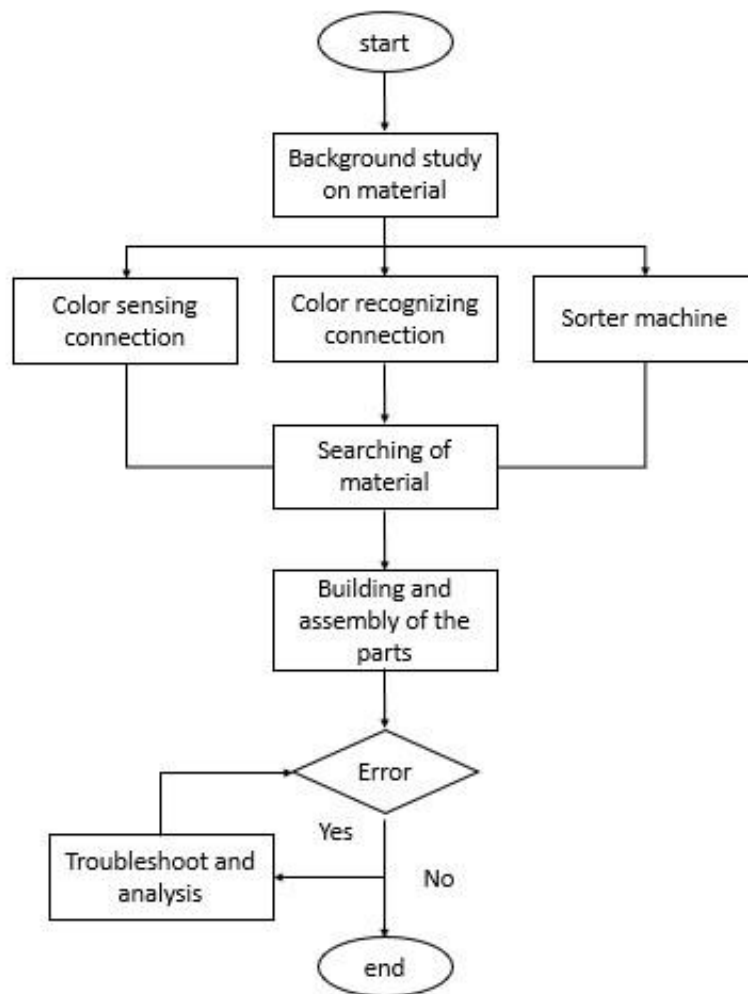 start
Background study
on material
Color sensing
connection
Color recognizing
connection
Sorter machine
Searching of
material
Building and
assembly of the
parts
Error
Yes
Troubleshoot and
analysis
No
end